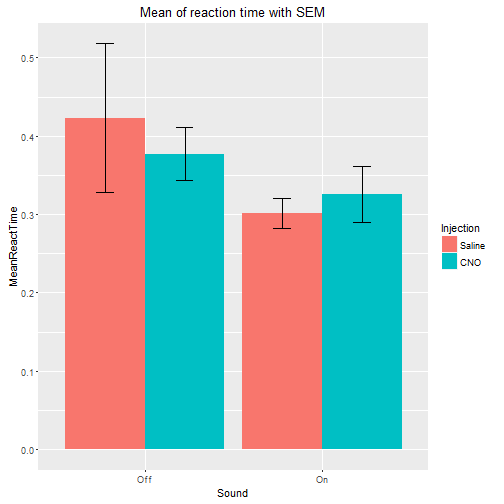 Mean of reaction time with SEM
MeanReactTime
0.5
0.4
0.3
0.2
0.1
0.0
Off
On
Sound
Injection
Saline
CNO